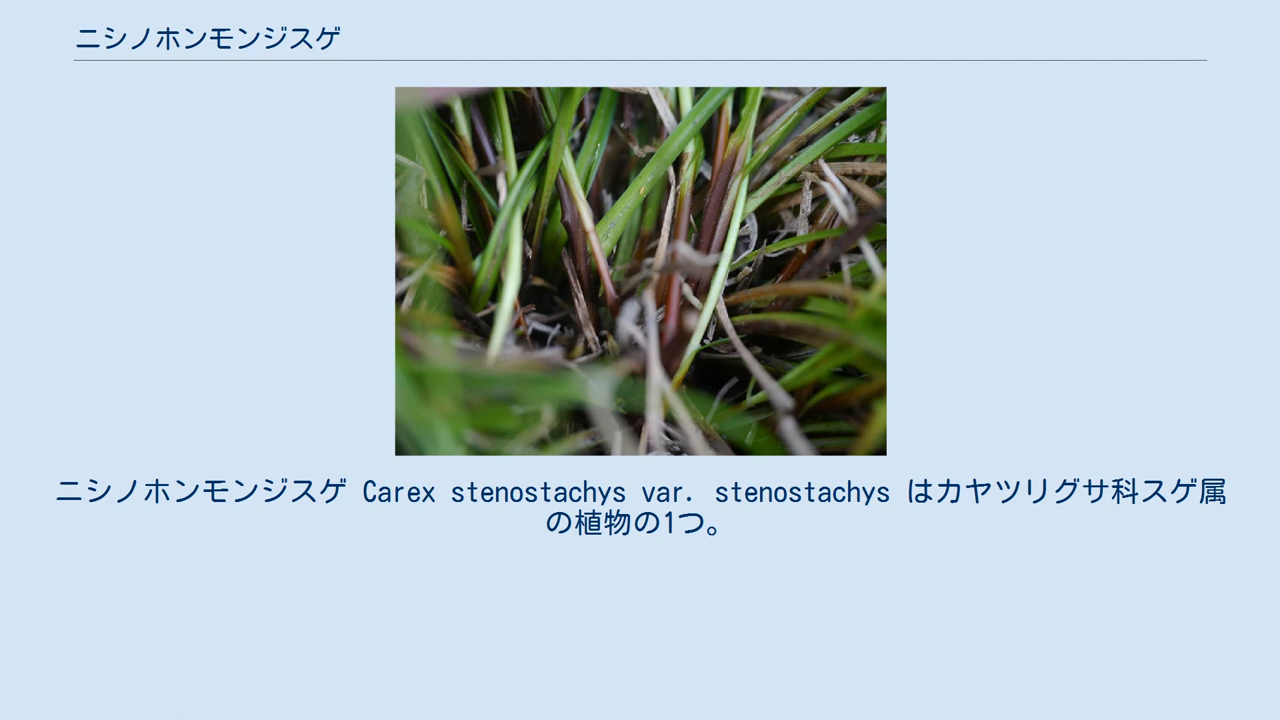 ニシノホンモンジスゲ
ニシノホンモンジスゲ Carex stenostachys var. stenostachys はカヤツリグサ科スゲ属
の植物の1つ。